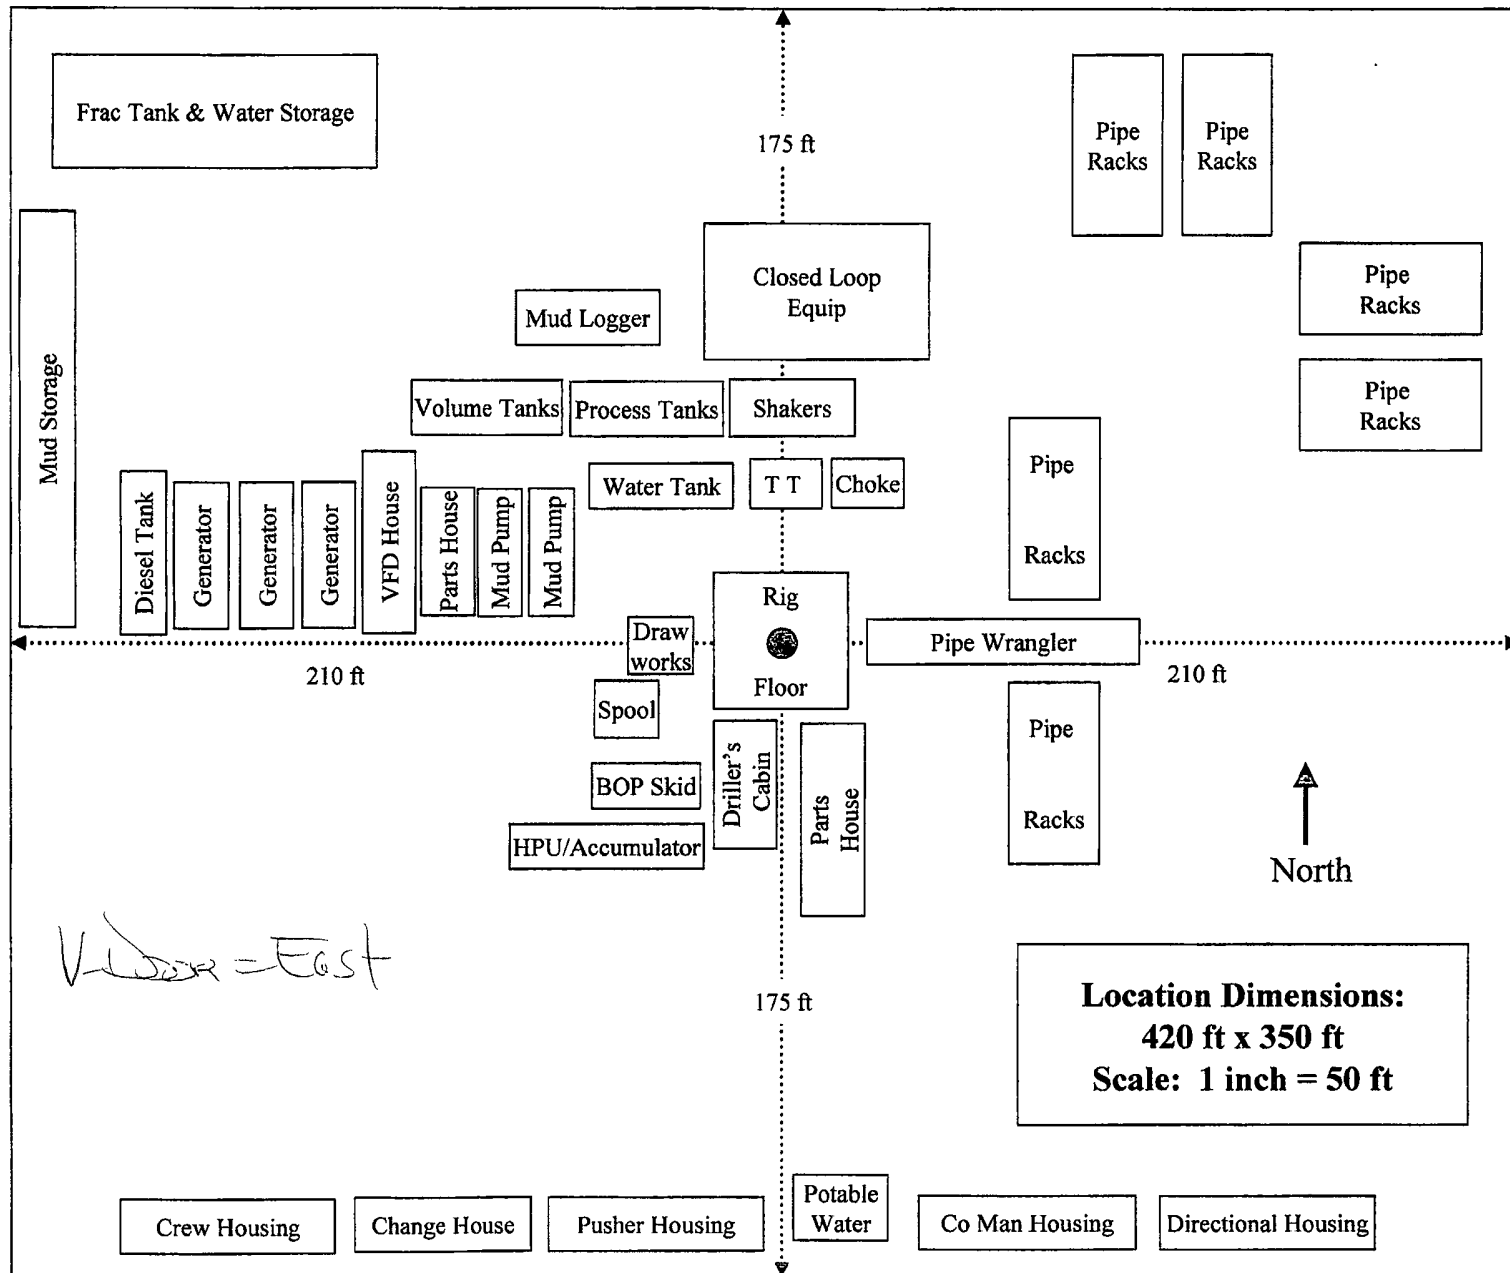 Frac Tank & Water Storage
175 ft
Pipe
Racks
Pipe
Racks
Closed Loop
Equip
Pipe
Racks
Mud Logger
Mud Storage
Volume Tanks
Process Tanks
Shakers
Pipe
Racks
Diesel Tank
Generator
Generator
Generator
VFD House
Parts House
Mud Pump
Mud Pump
Water Tank
T T
Choke
Pipe
Racks
Rig
Floor
Draw
works
Pipe Wrangler
210 ft
210 ft
Spool
Driller's
Cabin
Parts
House
Pipe
Racks
BOP Skid
HPU/Accumulator
North
V-Door = East
Location Dimensions:
420 ft x 350 ft
Scale: 1 inch = 50 ft
175 ft
Crew Housing
Change House
Pusher Housing
Potable
Water
Co Man Housing
Directional Housing